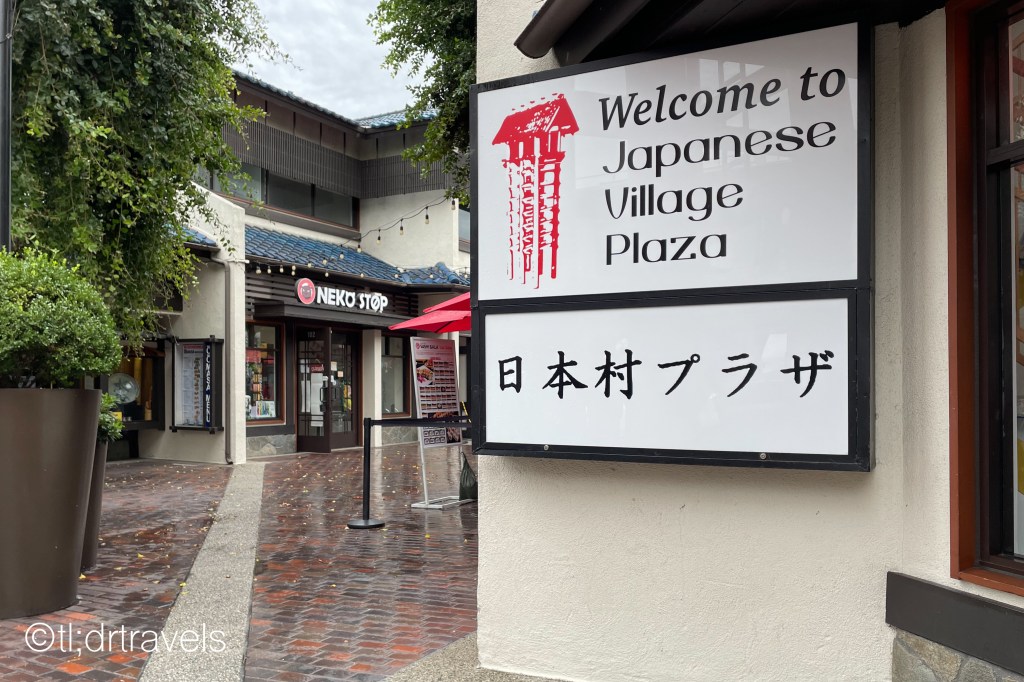 Welcome to
Japanese
Village
Plaza
日本村プラザ
NEKO STOP
©tl;drtravels